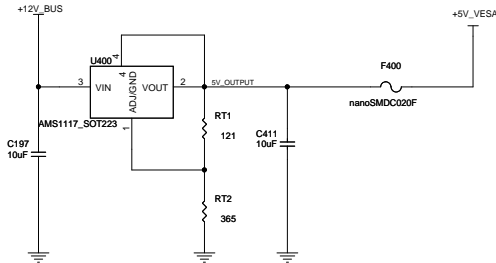 +12V_BUS
+5V_VESA
U400
4
F400
3
VIN
4
VOUT
2
5V_OUTPUT
ADJ/GND
nanoSMDC020F
AMS1117_SOT223
1
RT1
121
C197
10uF
C411
10uF
RT2
365